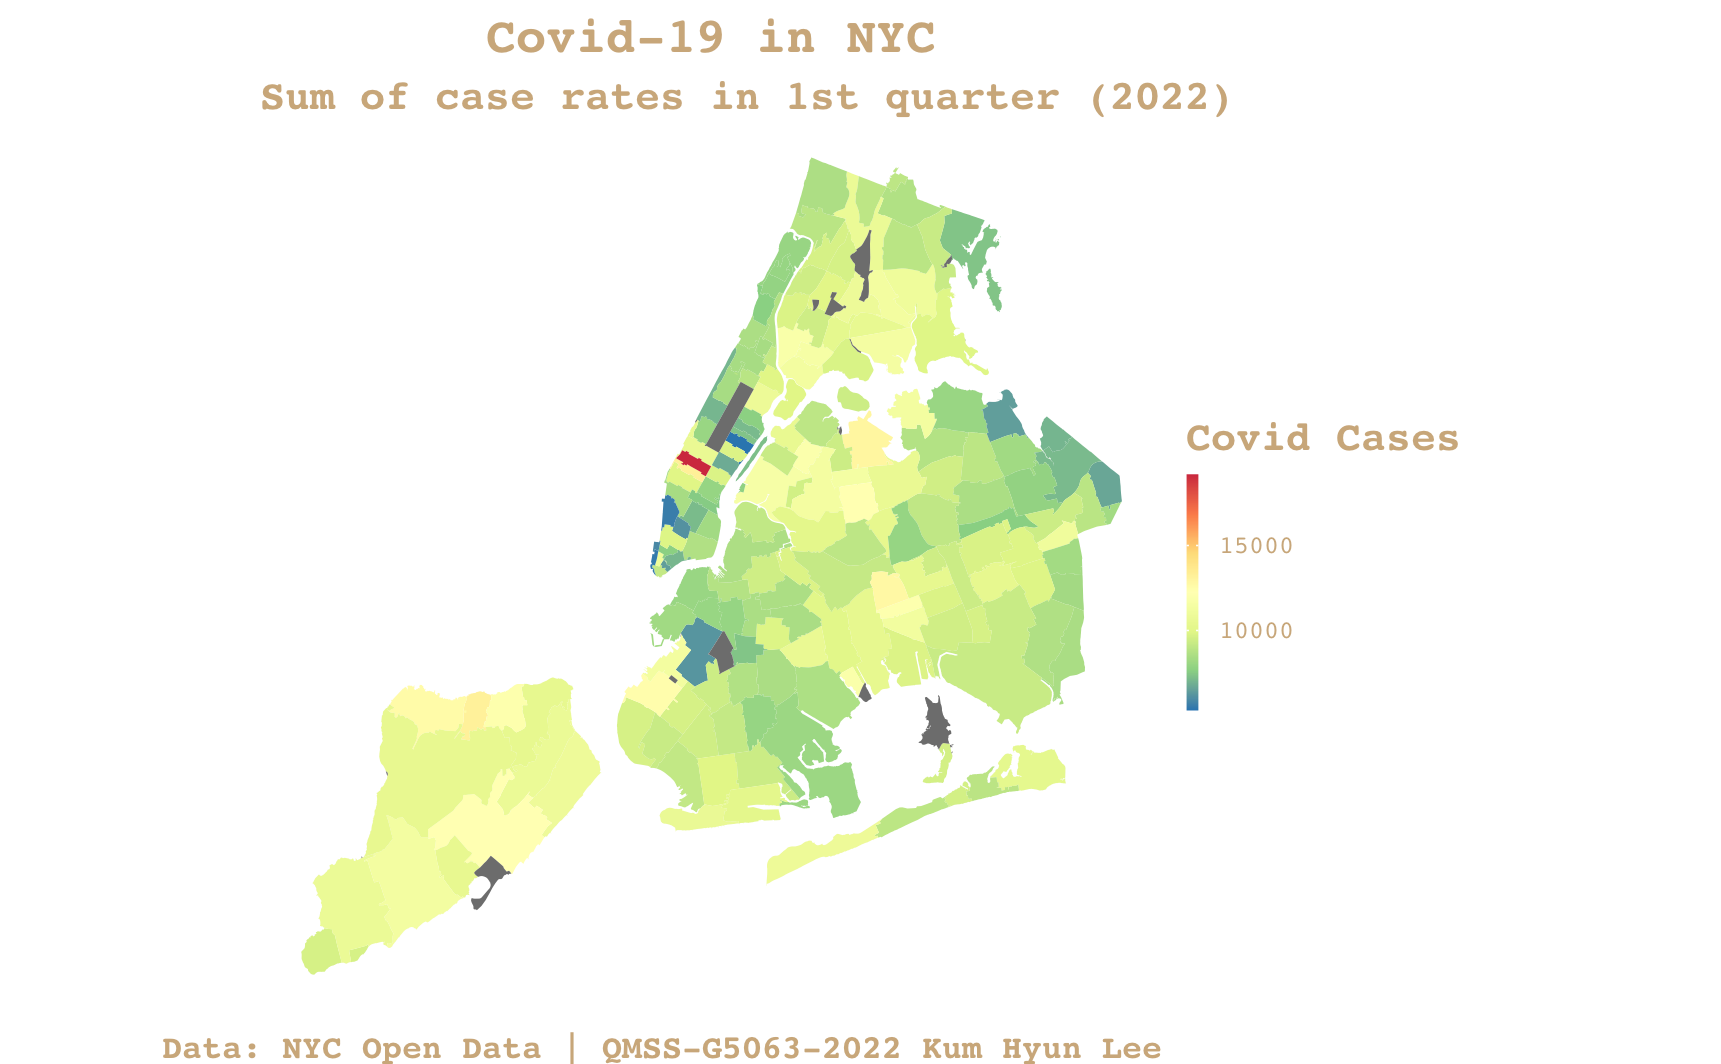 Covid-19 in NYC
Sum of case rates in 1st quarter (2022)
Covid Cases
15000
10000
Data: NYC Open Data | QMSS-G5063-2022 Kum Hyun Lee